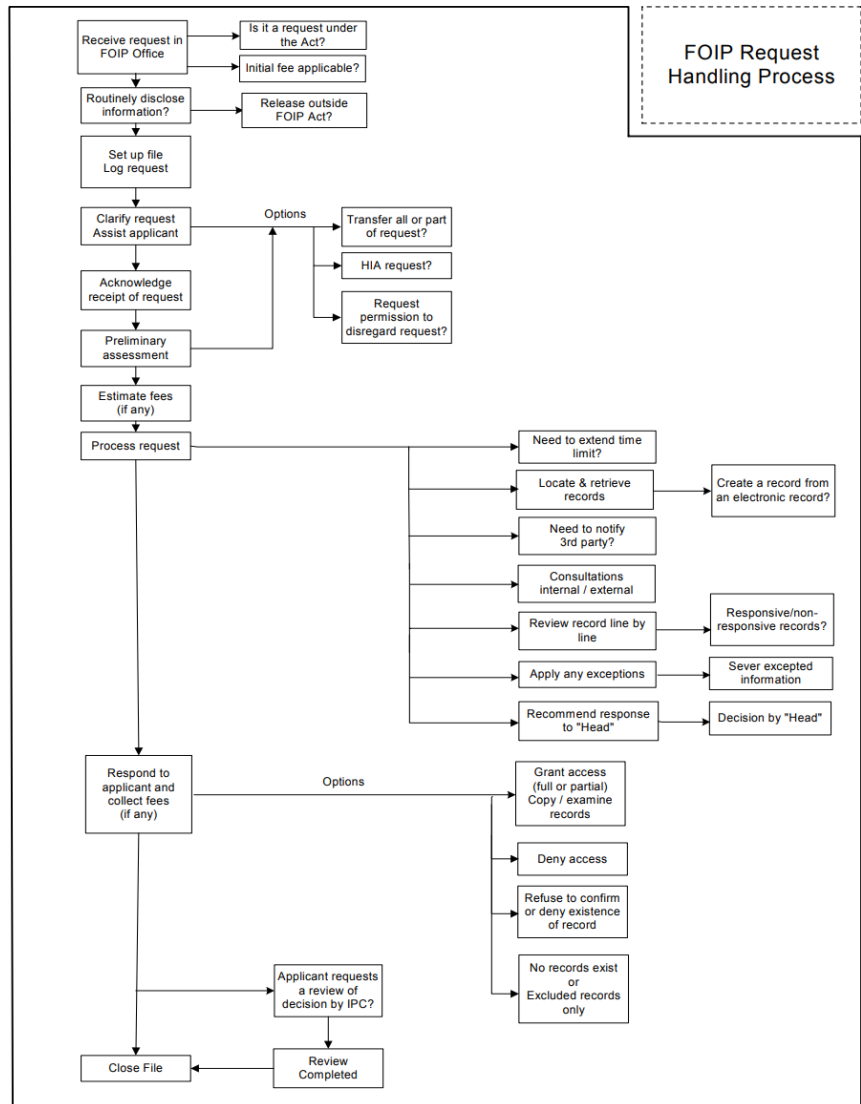 FOIP Request
Handling Process
Receive request in
FOIP Office
Is it a request under
the Act?
Initial fee applicable?
Routinely disclose
information?
Release outside
FOIP Act?
Set up file
Log request
Clarify request
Assist applicant
Options
Transfer all or part
of request?
HIA request?
Request
permission to
disregard request?
Acknowledge
receipt of request
Preliminary
assessment
Estimate fees
(if any)
Process request
Need to extend time
limit?
Locate & retrieve
records
Create a record from
an electronic record?
Need to notify
3rd party?
Consultations
internal / external
Review record line by
line
Responsive/non-
responsive records?
Apply any exceptions
Sever excepted
information
Recommend response
to "Head"
Decision by "Head"
Respond to
applicant and
collect fees
(if any)
Options
Grant access
(full or partial)
Copy / examine
records
Deny access
Refuse to confirm
or deny existence
of record
No records exist
or
Excluded records
only
Applicant requests
a review of
decision by IPC?
Review
Completed
Close File